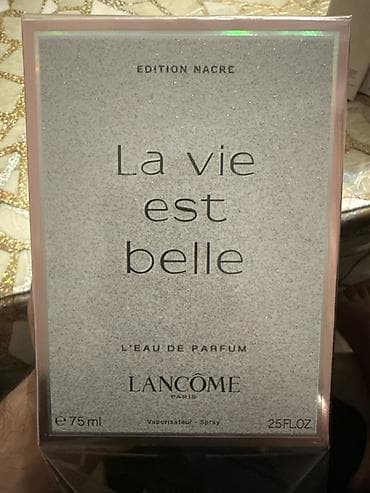 EDITION NACRE
La vie
est
belle
L'EAU DE PARFUM
LANCÔME
PARIS
℮ 75 ml Vaporisateur - Spray 2.5 FL.OZ.